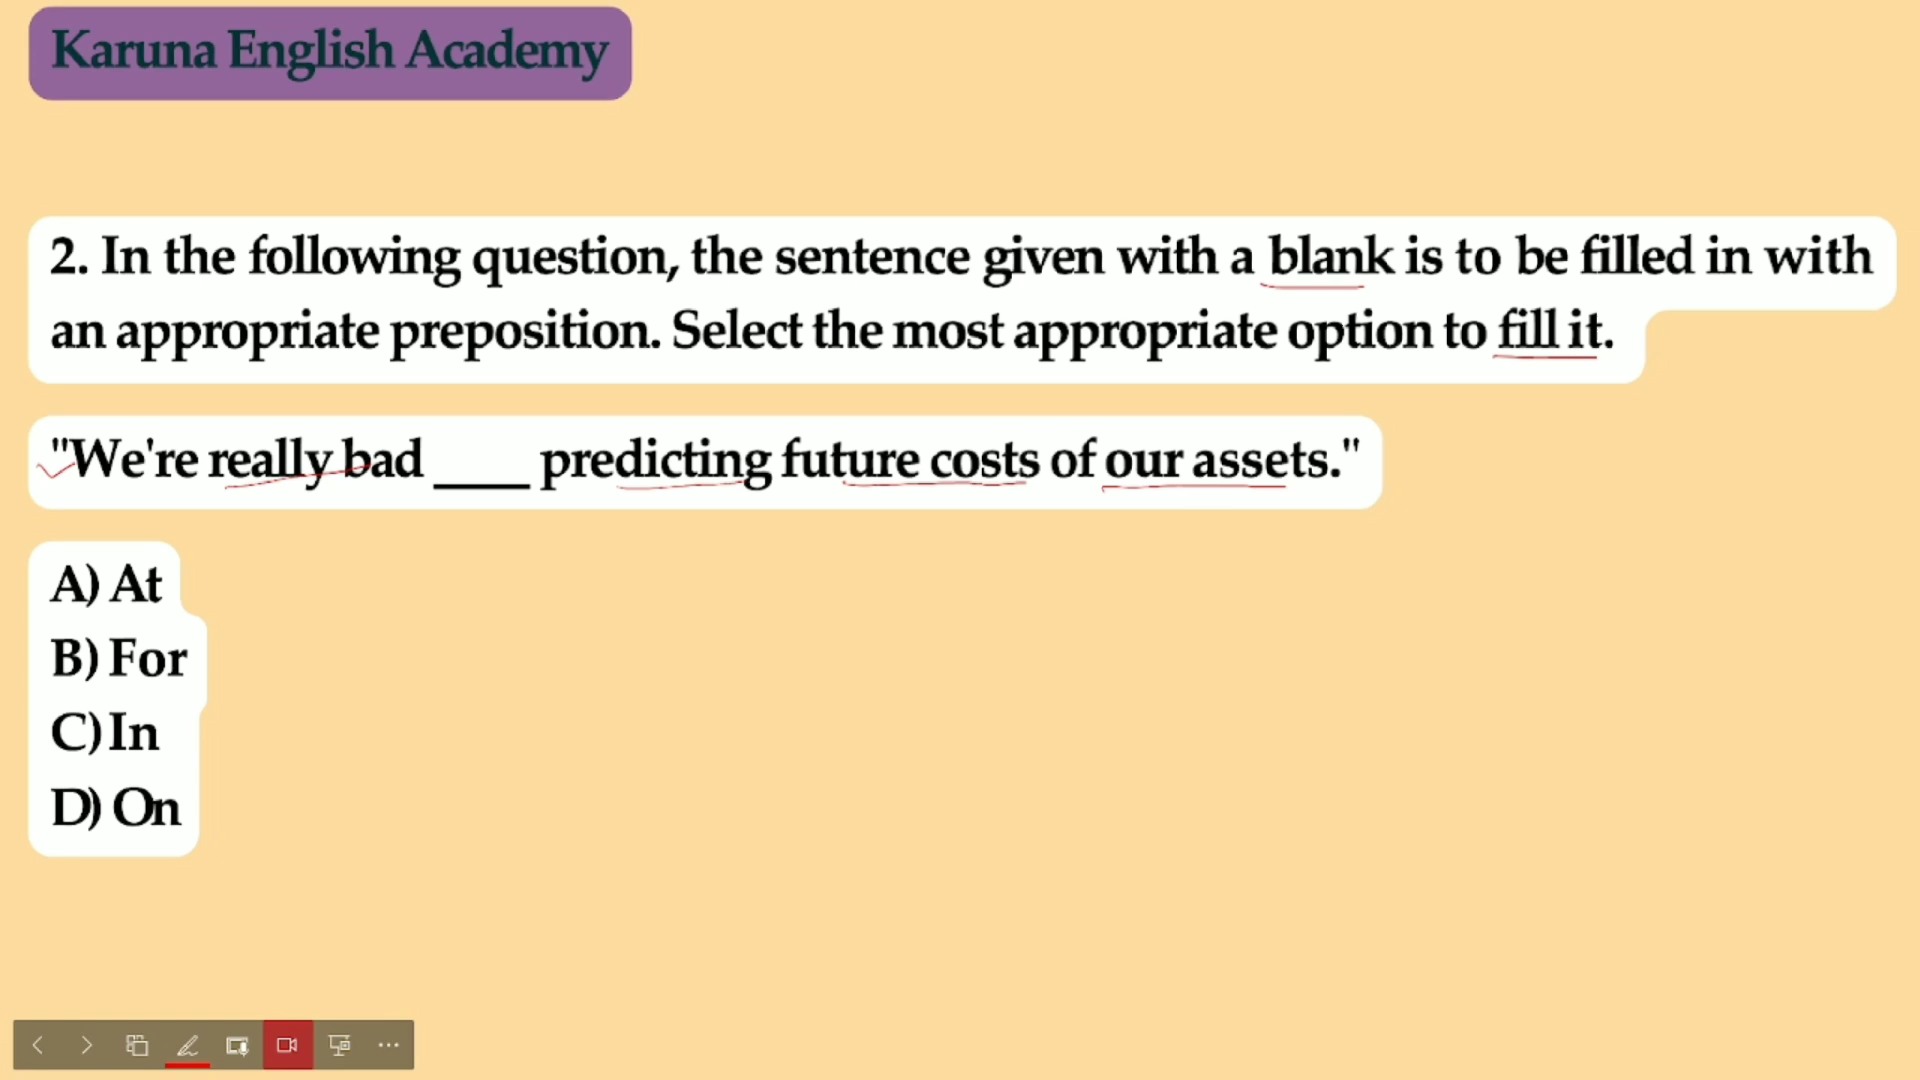 Karuna English Academy
2. In the following question, the sentence given with a blank is to be filled in with
an appropriate preposition. Select the most appropriate option to fill it.
"We're really bad ____ predicting future costs of our assets."
A) At
B) For
C) In
D) On